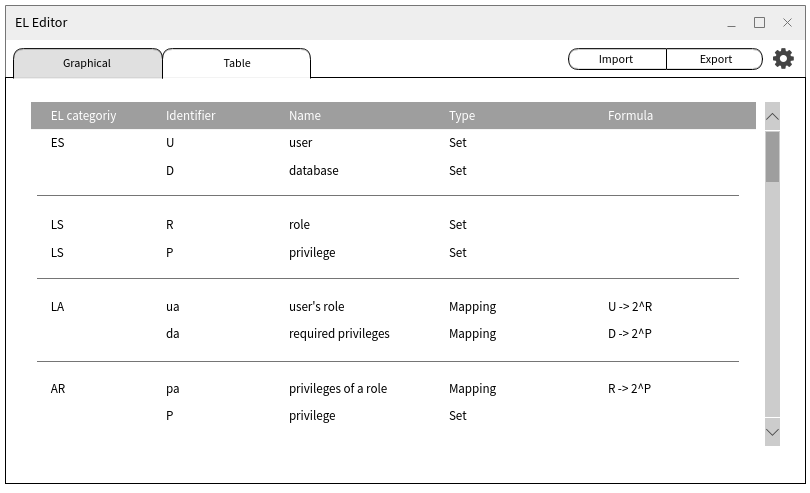 EL Editor
Graphical Table Import Export
EL categoriy Identifier Name Type Formula
ES U user Set
D database Set
LS R role Set
LS P privilege Set
LA ua user's role Mapping U -> 2^R
da required privileges Mapping D -> 2^P
AR pa privileges of a role Mapping R -> 2^P
P privilege Set